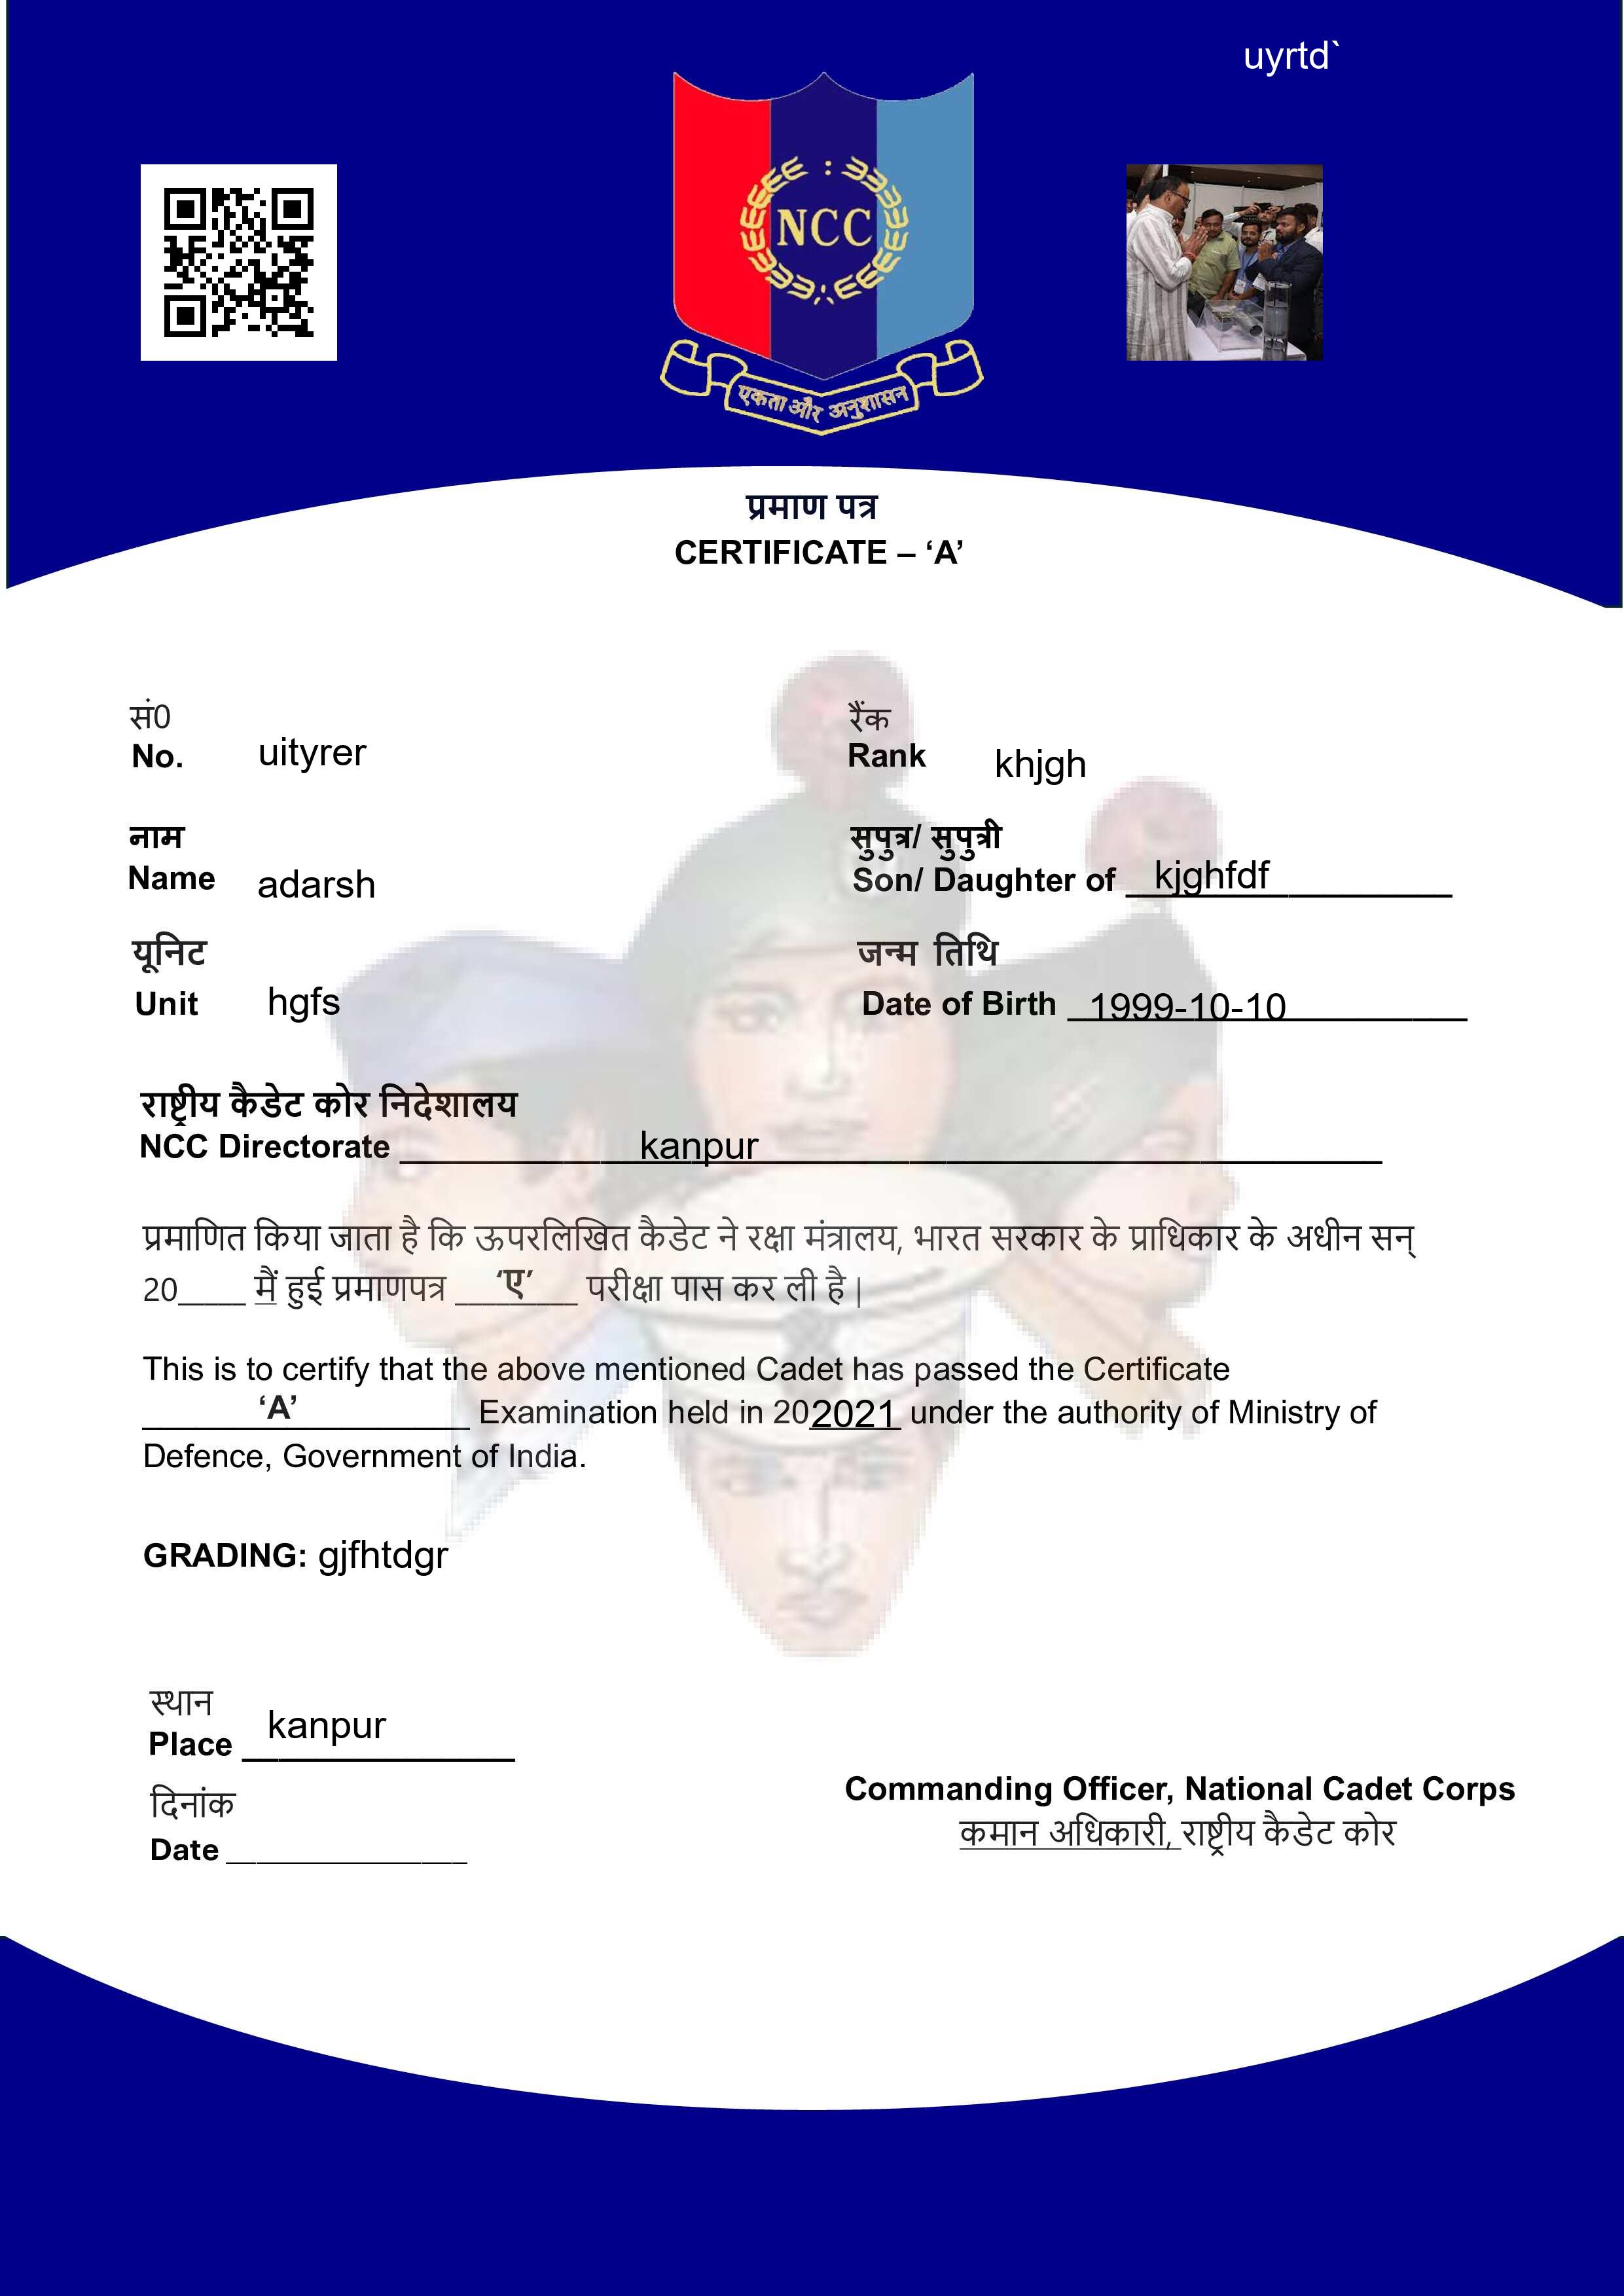 uyrtd`
NCC
एकता और अनुशासन
प्रमाण पत्र
CERTIFICATE – ‘A’
सं0
No. uityrer
रैंक
Rank khjgh
नाम
Name adarsh
सुपुत्र/ सुपुत्री
Son/ Daughter of kjghfdf
यूनिट
Unit hgfs
जन्म तिथि
Date of Birth 1999-10-10
राष्ट्रीय कैडेट कोर निदेशालय
NCC Directorate kanpur
प्रमाणित किया जाता है कि ऊपरलिखित कैडेट ने रक्षा मंत्रालय, भारत सरकार के प्राधिकार के अधीन सन्
20____ मैं हुई प्रमाणपत्र ‘ए’ परीक्षा पास कर ली है |
This is to certify that the above mentioned Cadet has passed the Certificate
‘A’ Examination held in 202021 under the authority of Ministry of
Defence, Government of India.
GRADING: gjfhtdgr
स्थान
Place kanpur
दिनांक
Date ______________
Commanding Officer, National Cadet Corps
कमान अधिकारी, राष्ट्रीय कैडेट कोर